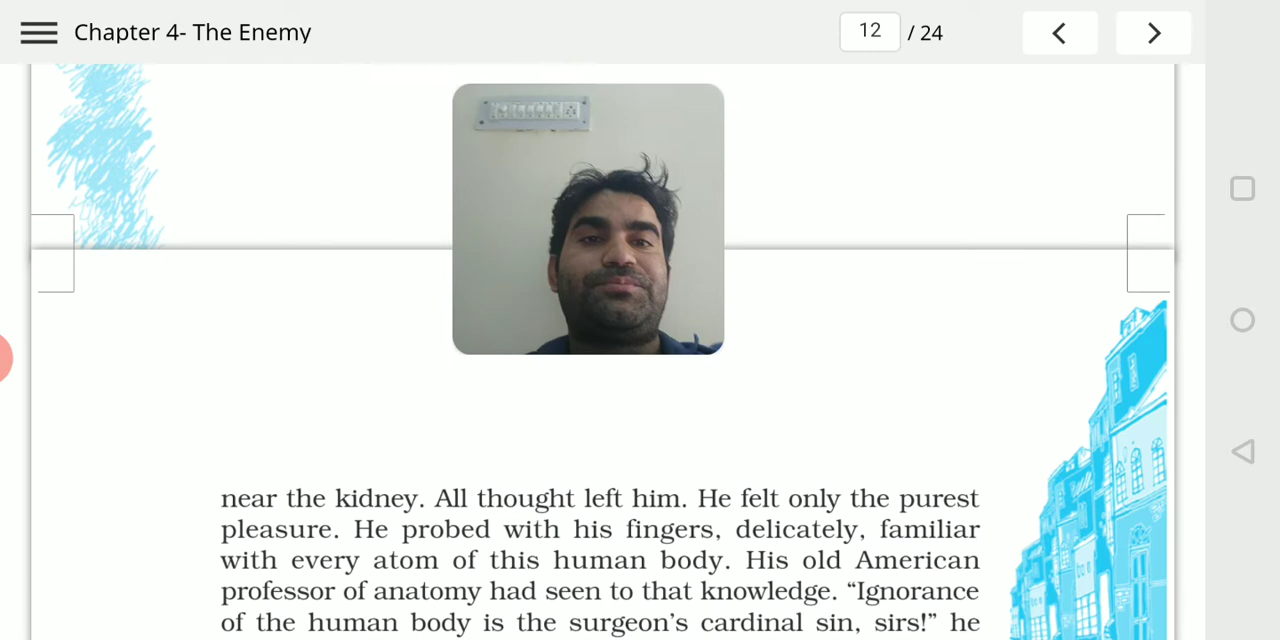 Chapter 4- The Enemy
12 / 24
near the kidney. All thought left him. He felt only the purest
pleasure. He probed with his fingers, delicately, familiar
with every atom of this human body. His old American
professor of anatomy had seen to that knowledge. “Ignorance
of the human body is the surgeon’s cardinal sin, sirs!” he